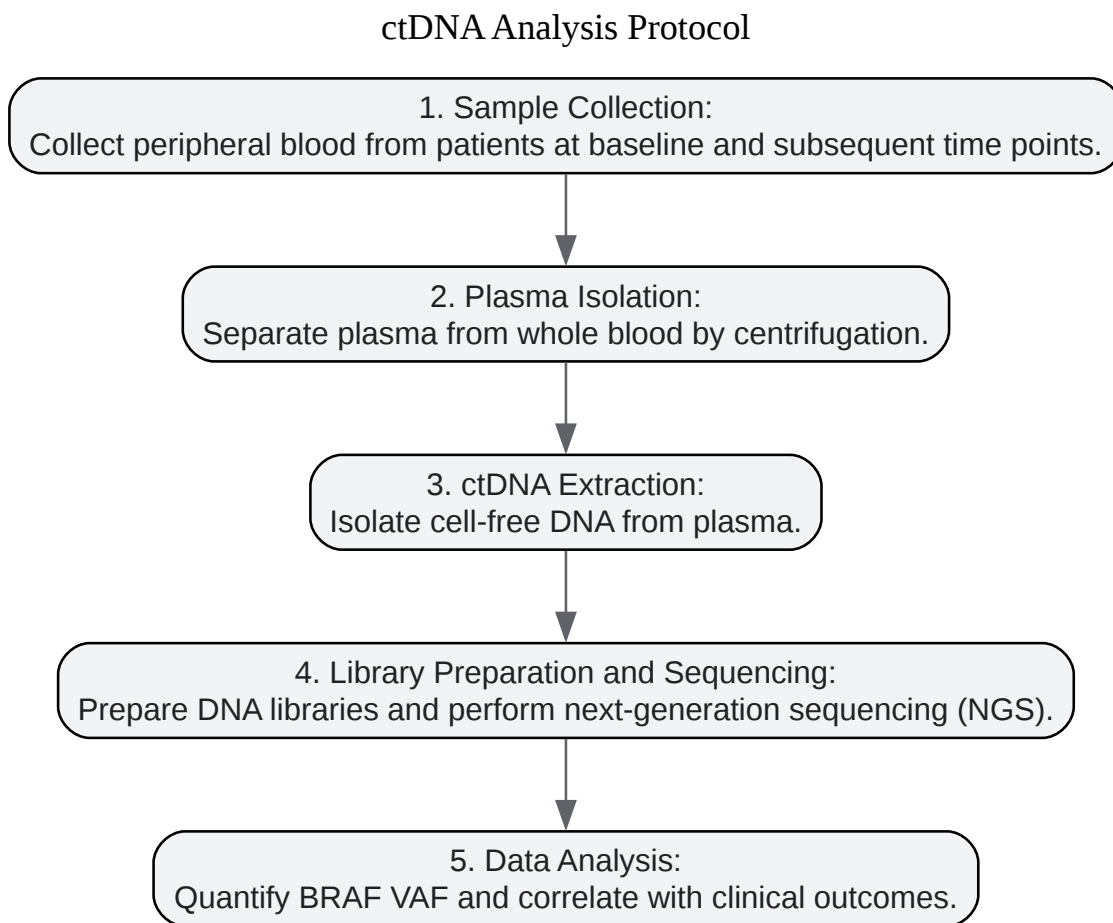 ctDNA Analysis Protocol
1. Sample Collection:
Collect peripheral blood from patients at baseline and subsequent time points.
2. Plasma Isolation:
Separate plasma from whole blood by centrifugation.
3. ctDNA Extraction:
Isolate cell-free DNA from plasma.
4. Library Preparation and Sequencing:
Prepare DNA libraries and perform next-generation sequencing (NGS).
5. Data Analysis:
Quantify BRAF VAF and correlate with clinical outcomes.